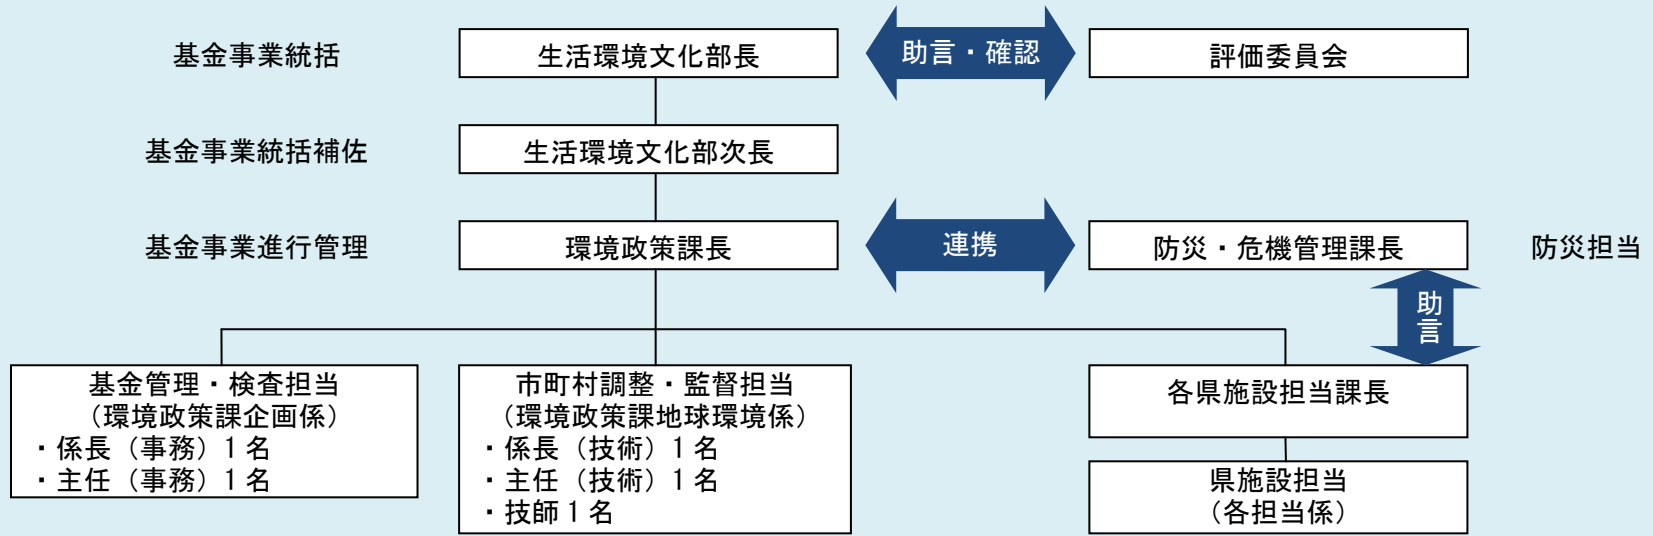 基金事業統括
生活環境文化部長
助言・確認
評価委員会
基金事業統括補佐
生活環境文化部次長
基金事業進行管理
環境政策課長
連携
防災・危機管理課長
防災担当
助言
基金管理・検査担当
（環境政策課企画係）
・係長（事務）1名
・主任（事務）1名
市町村調整・監督担当
（環境政策課地球環境係）
・係長（技術）1名
・主任（技術）1名
・技師1名
各県施設担当課長
県施設担当
（各担当係）